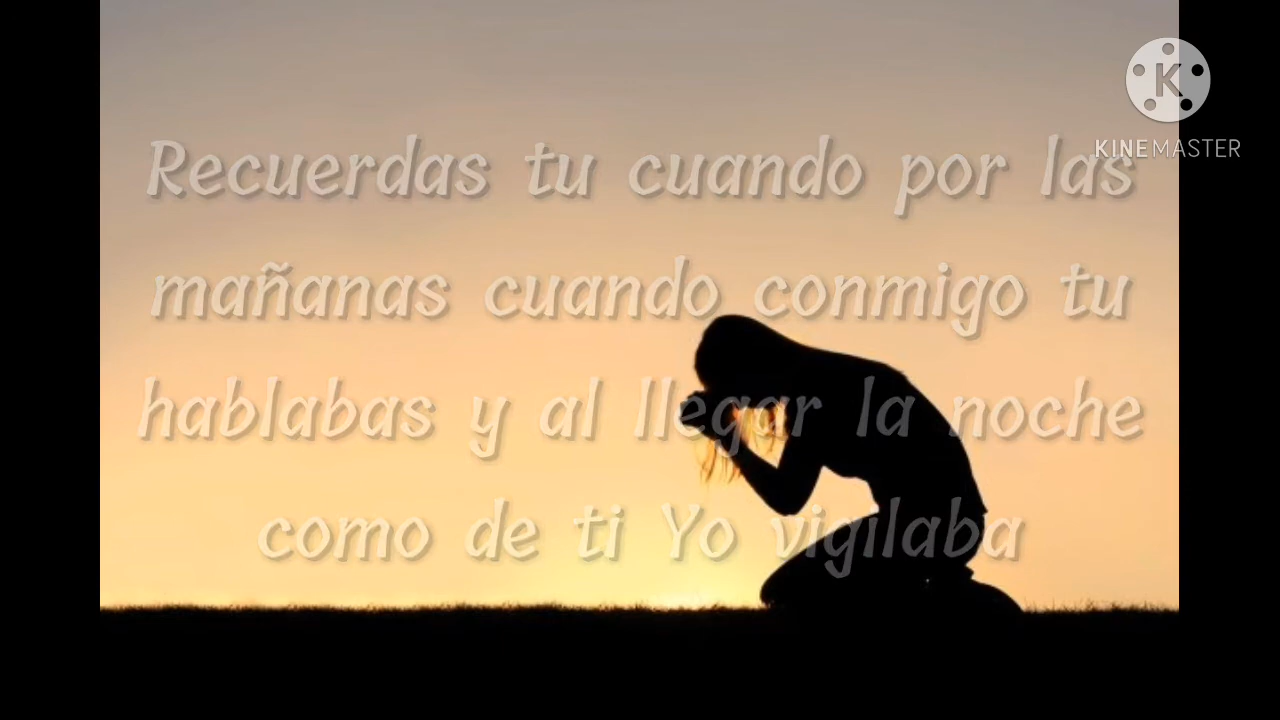 Recuerdas tu cuando por las
mañanas cuando conmigo tu
hablabas y al llegar la noche
como de ti Yo vigilaba
K
KINEMASTER